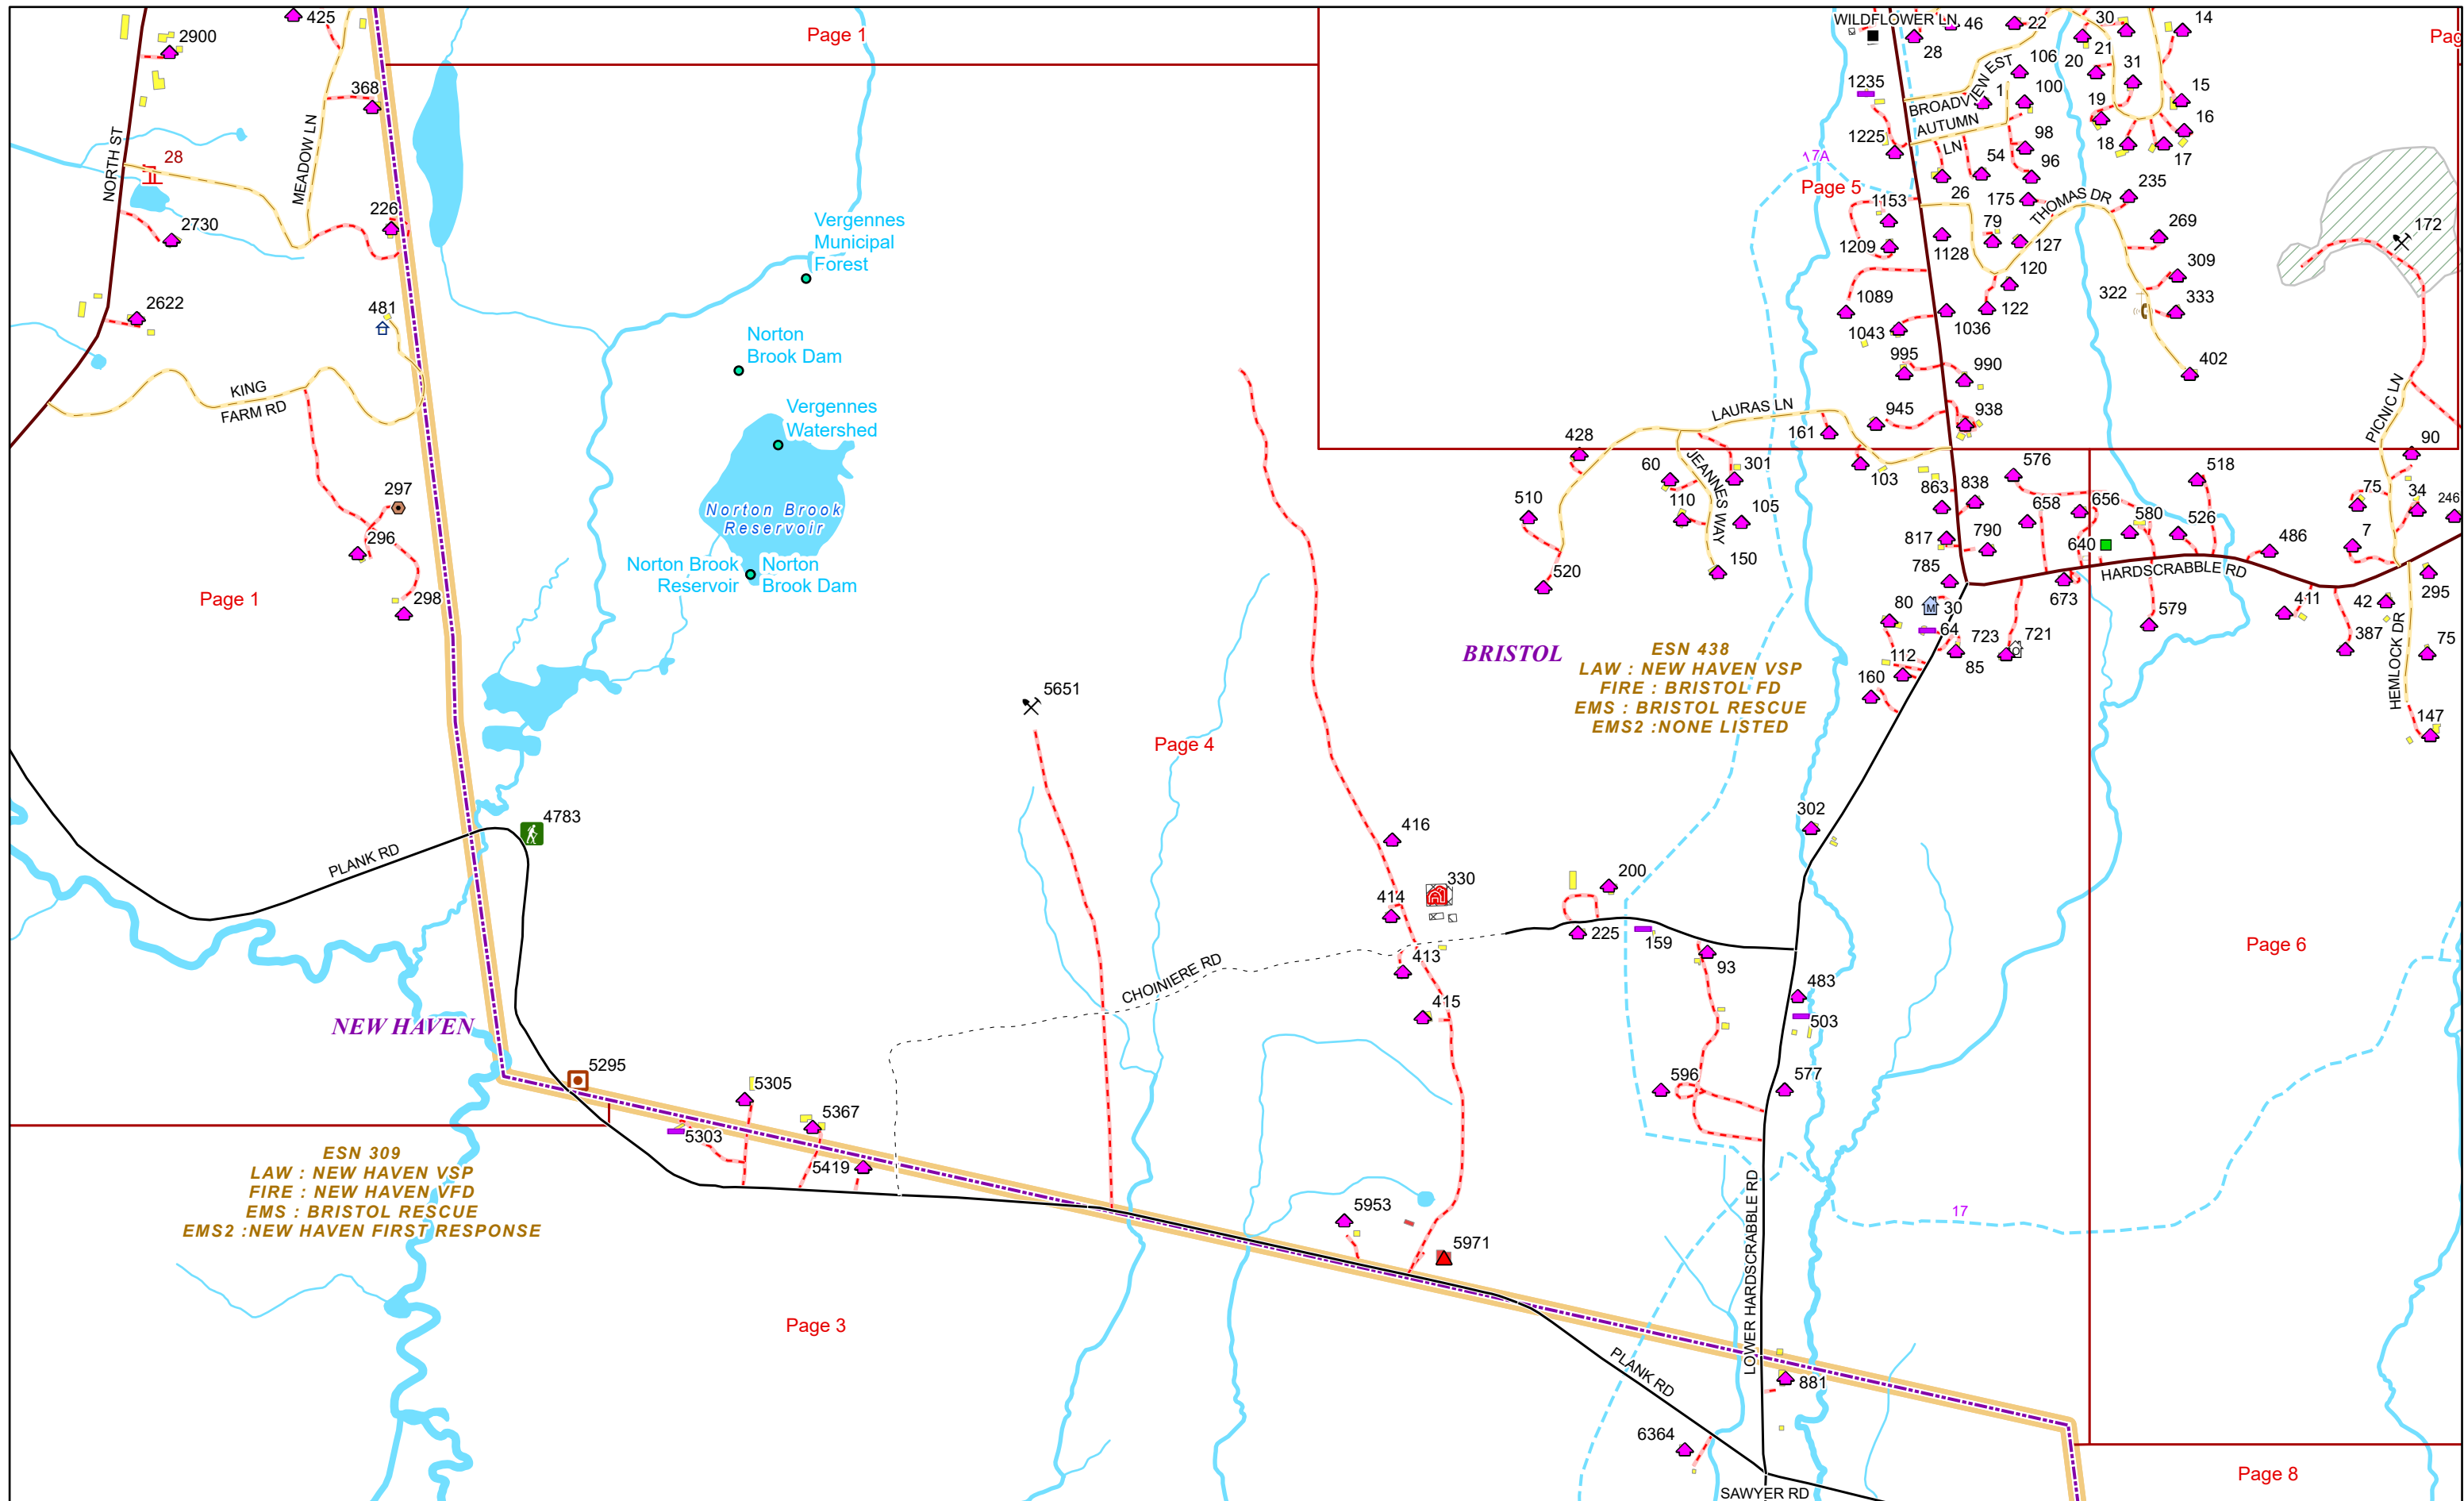 425
2900
Page 1
WILDFLOWER LN
46
22
30
14
28
21
Pag
368
1235
106
20
31
BROADVIEW EST
1
100
19
15
NORTH ST
MEADOW LN
28
1225
AUTUMN
LN
98
18
16
17
54
96
17A
Page 5
226
2730
1153
26
175
THOMAS DR
235
Vergennes
Municipal
Forest
1209
1128
79
127
269
172
120
309
2622
481
1089
322
333
122
Norton
Brook Dam
1043
1036
995
990
402
KING
FARM RD
Vergennes
Watershed
LAURAS LN
945
938
161
PICNIC LN
428
60
JEANNES WAY
301
103
576
518
90
297
Norton Brook
Reservoir
510
110
105
863
838
658
656
75
34
246
296
817
790
640
580
526
486
7
Norton Brook
Reservoir
Norton
Brook Dam
520
150
785
HARDSCRABBLE RD
Page 1
298
80
30
673
579
411
42
295
BRISTOL
ESN 438
LAW : NEW HAVEN VSP
FIRE : BRISTOL FD
EMS : BRISTOL RESCUE
EMS2 :NONE LISTED
64
723
721
112
85
387
HEMLOCK DR
75
160
5651
147
Page 4
4783
416
302
PLANK RD
330
200
414
225
159
CHOINIERE RD
413
93
Page 6
NEW HAVEN
415
483
503
5295
5305
596
577
5367
5303
5419
ESN 309
LAW : NEW HAVEN VSP
FIRE : NEW HAVEN VFD
EMS : BRISTOL RESCUE
EMS2 :NEW HAVEN FIRST RESPONSE
5953
5971
LOWER HARDSCRABBLE RD
17
Page 3
PLANK RD
881
6364
SAWYER RD
Page 8